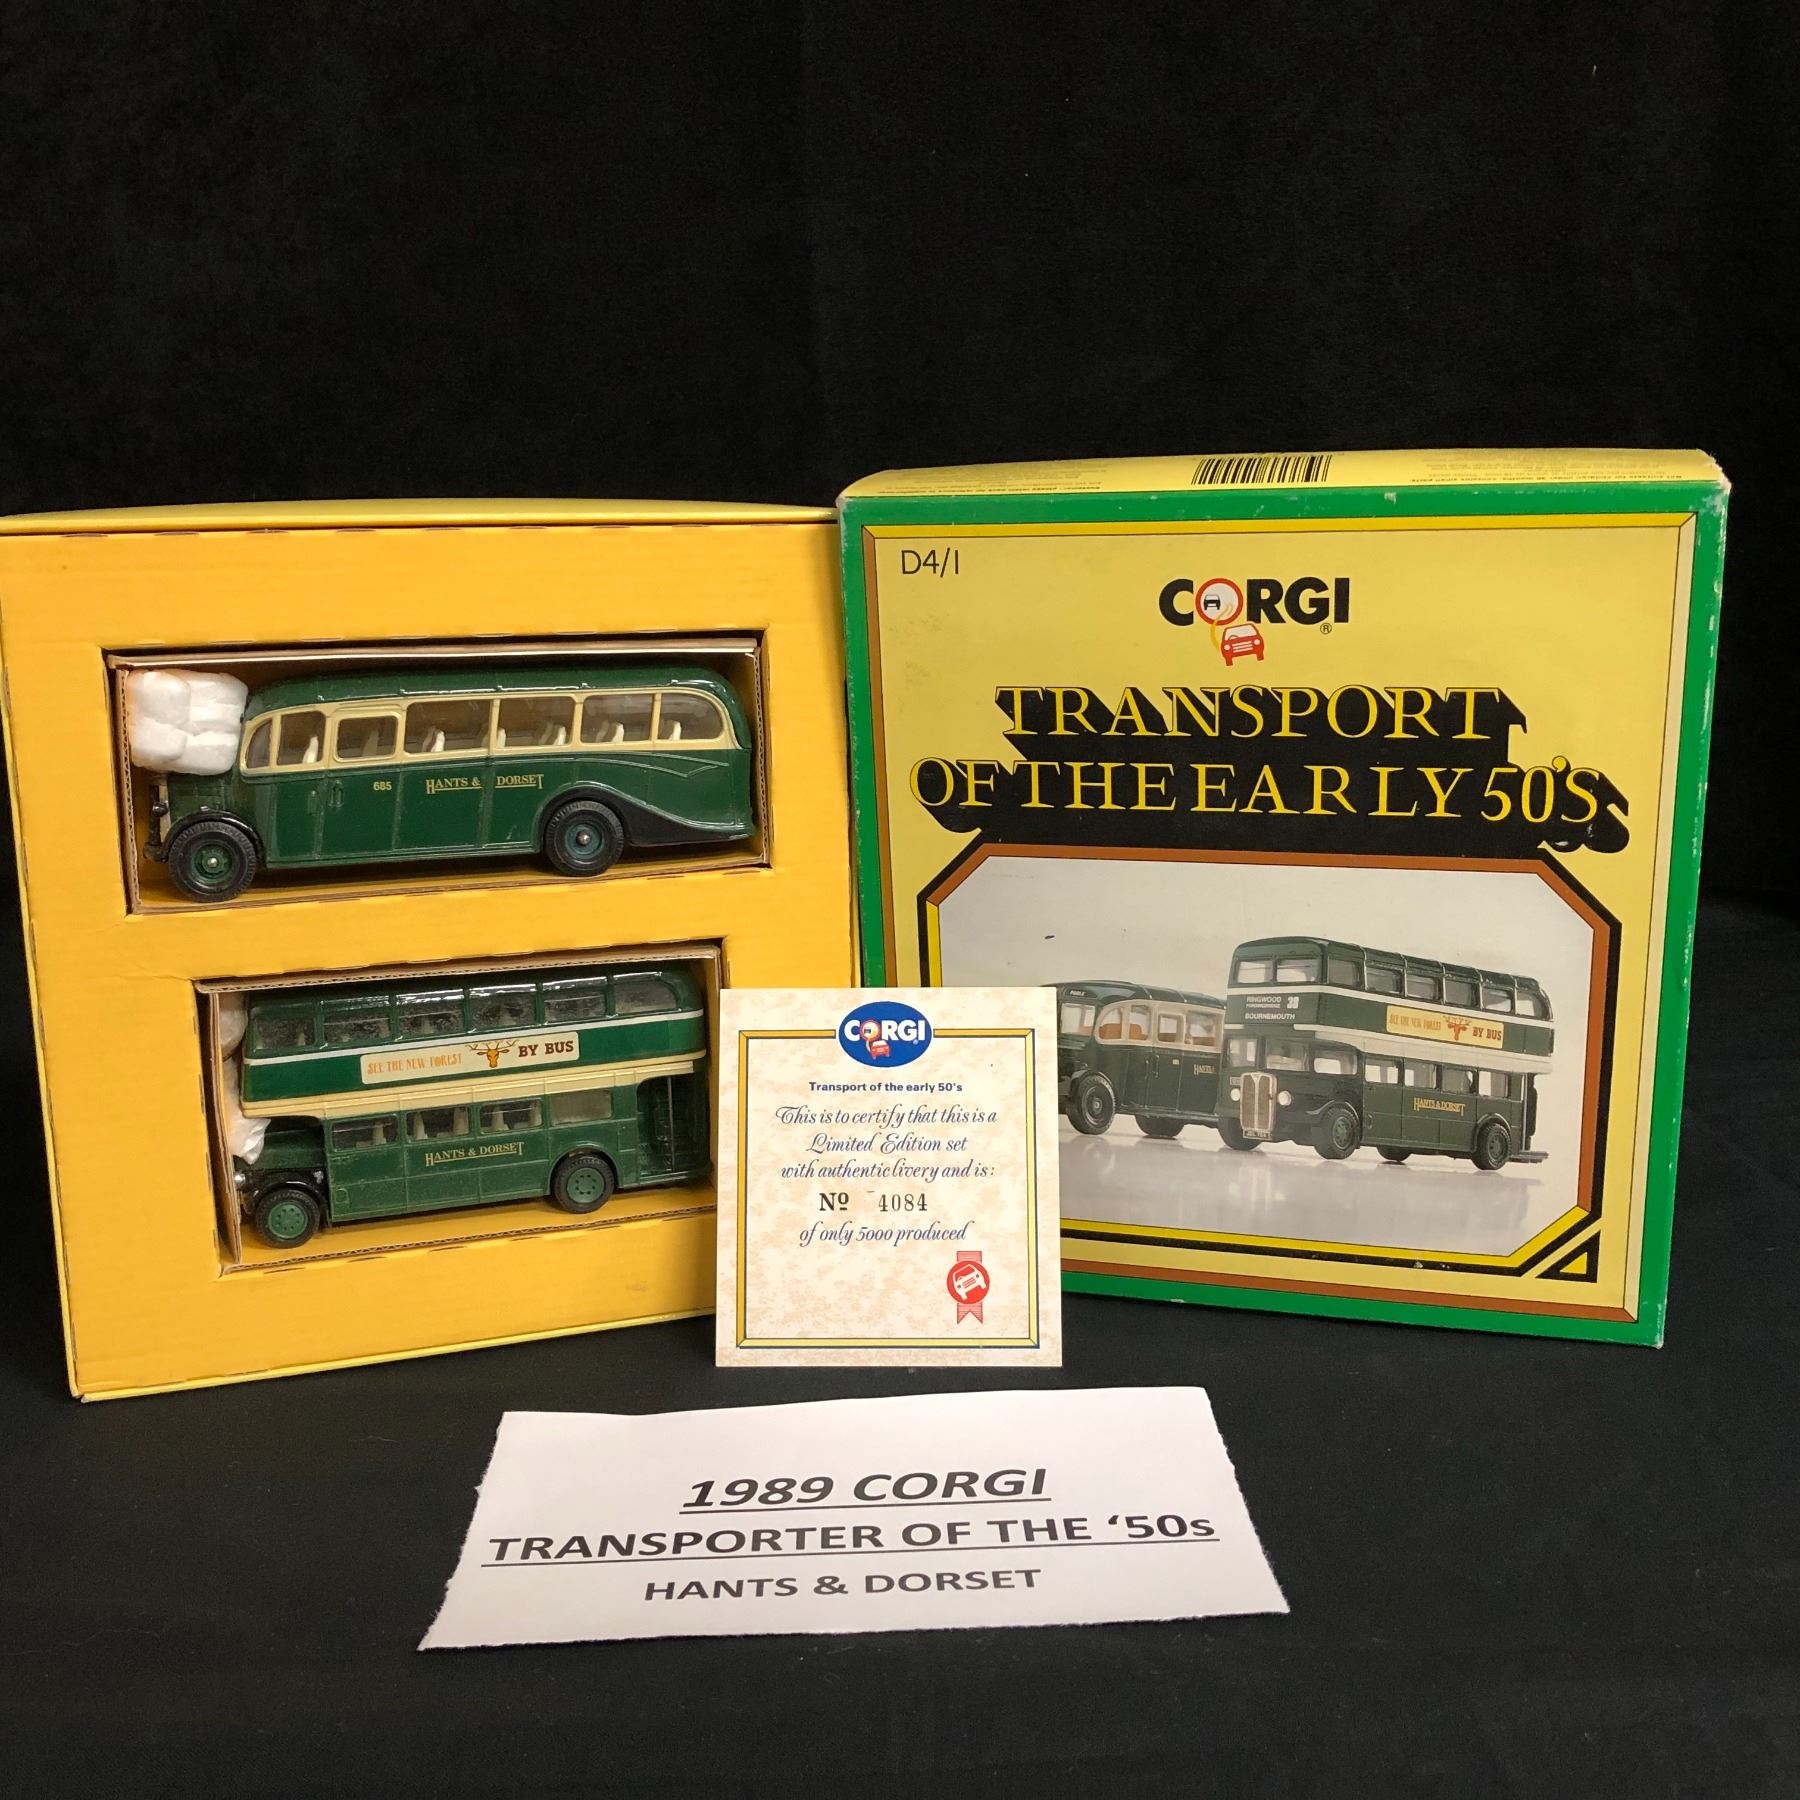 D4/1
CORGI®
TRANSPORT
OF THE EARLY 50'S
685 HANTS & DORSET
SEE THE NEW FOREST BY BUS
HANTS & DORSET
RINGWOOD
FORDINGBRIDGE 38
BOURNEMOUTH
SEE THE NEW FOREST BY BUS
HANTS & DORSET
CORGI
Transport of the early 50's
This is to certify that this is a
Limited Edition set
with authentic livery and is:
Nº 4084
of only 5000 produced
1989 CORGI
TRANSPORTER OF THE ‘50s
HANTS & DORSET